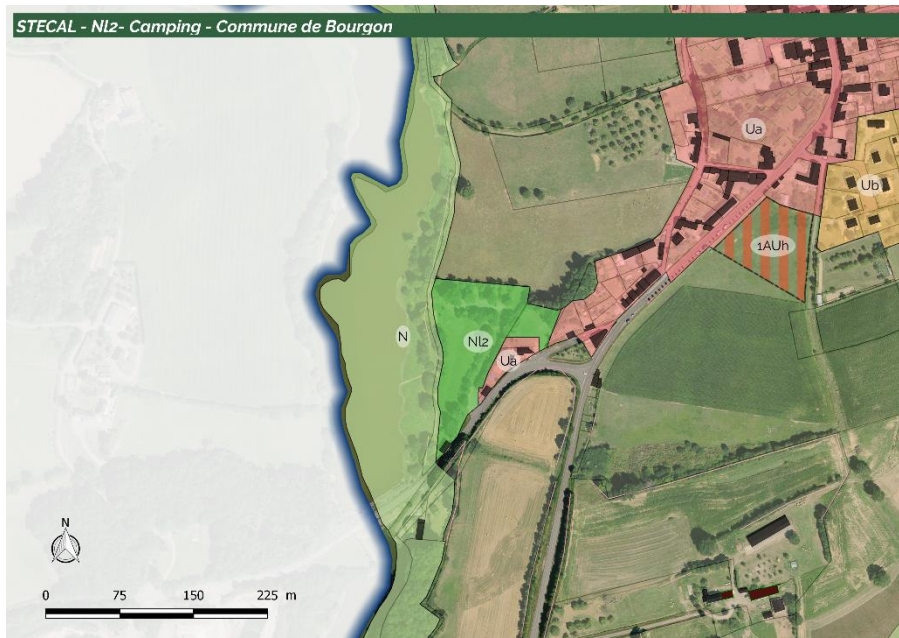 STECAL - Nl2- Camping - Commune de Bourgon
Ua
Ub
1AUh
N
Nl2
Ua
N
0 75 150 225 m